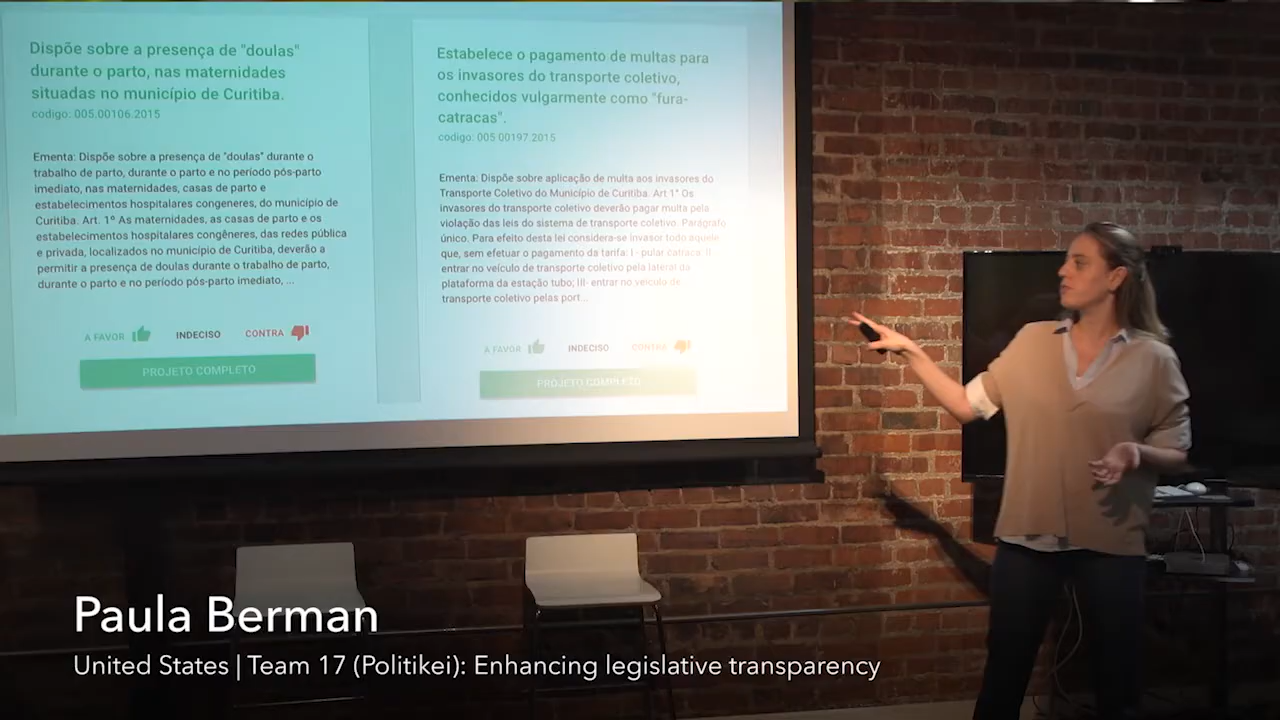 Dispõe sobre a presença de "doulas"
durante o parto, nas maternidades
situadas no município de Curitiba.
codigo: 005.00106.2015
Ementa: Dispõe sobre a presença de "doulas" durante o
trabalho de parto, durante o parto e no período pós-parto
imediato, nas maternidades, casas de parto e
estabelecimentos hospitalares congeneres, do município de
Curitiba. Art. 1º As maternidades, as casas de parto e os
estabelecimentos hospitalares congêneres, das redes pública
e privada, localizados no município de Curitiba, deverão a
permitir a presença de doulas durante o trabalho de parto,
durante o parto e no período pós-parto imediato, ...
A FAVOR INDECISO CONTRA
PROJETO COMPLETO
Estabelece o pagamento de multas para
os invasores do transporte coletivo,
conhecidos vulgarmente como "fura-
catracas".
codigo: 005.00197.2015
Ementa: Dispõe sobre aplicação de multa aos invasores do
Transporte Coletivo do Município de Curitiba. Art 1° Os
invasores do transporte coletivo deverão pagar multa pela
violação das leis do sistema de transporte coletivo. Parágrafo
único. Para efeito desta lei considera-se invasor todo aquele
que, sem efetuar o pagamento da tarifa: I - pular catraca; II
entrar no veículo de transporte coletivo pela lateral da
plataforma da estação tubo; III- entrar no veículo de
transporte coletivo pelas port...
A FAVOR INDECISO CONTRA
PROJETO COMPLETO
Paula Berman
United States | Team 17 (Politikei): Enhancing legislative transparency